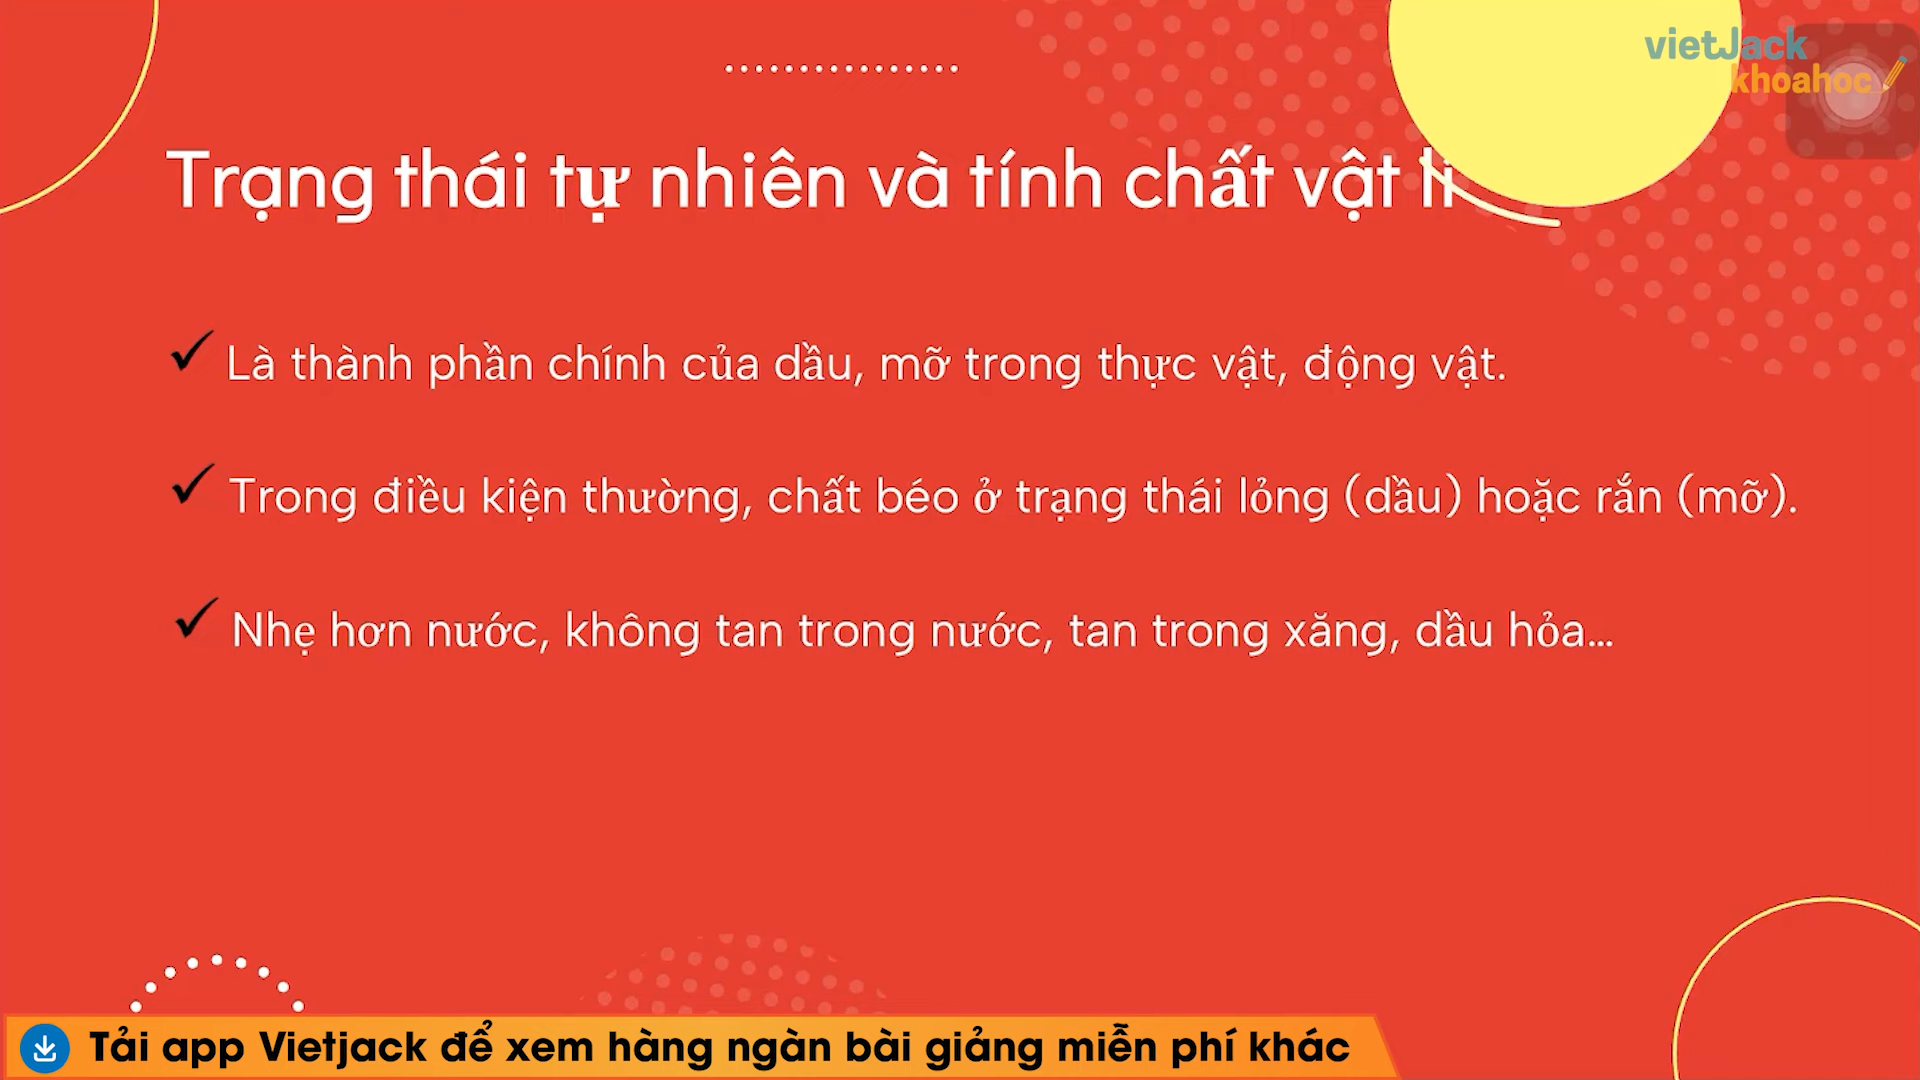 vietJack
khoahoc
Trạng thái tự nhiên và tính chất vật lí
Là thành phần chính của dầu, mỡ trong thực vật, động vật.
Trong điều kiện thường, chất béo ở trạng thái lỏng (dầu) hoặc rắn (mỡ).
Nhẹ hơn nước, không tan trong nước, tan trong xăng, dầu hỏa...
Tải app Vietjack để xem hàng ngàn bài giảng miễn phí khác